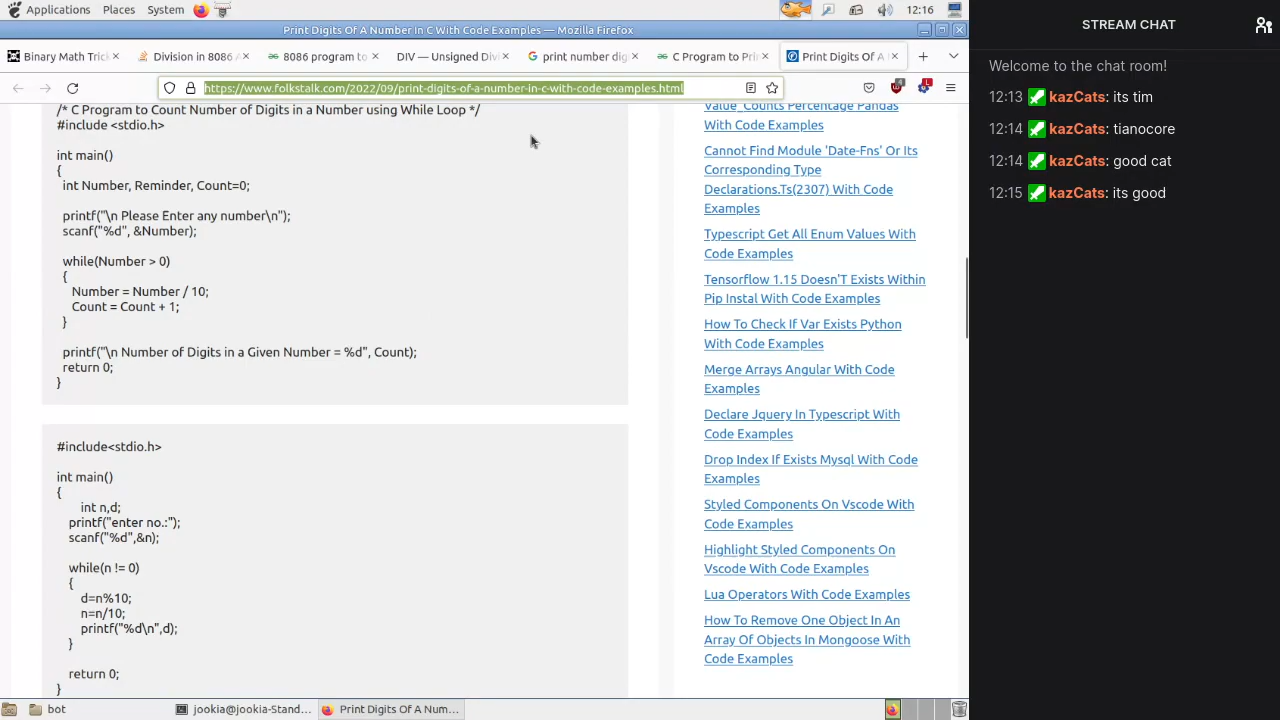 Applications Places System 12:16
Print Digits Of A Number In C With Code Examples — Mozilla Firefox
Binary Math Tric
Division in 8086
8086 program to
DIV — Unsigned Divi
print number dig
C Program to Prin
Print Digits Of A
https://www.folkstalk.com/2022/09/print-digits-of-a-number-in-c-with-code-examples.html
4
L
/* C Program to Count Number of Digits in a Number using While Loop */
#include <stdio.h>
int main()
{
int Number, Reminder, Count=0;
printf("\n Please Enter any number\n");
scanf("%d", &Number);
while(Number > 0)
{
Number = Number / 10;
Count = Count + 1;
}
printf("\n Number of Digits in a Given Number = %d", Count);
return 0;
}
#include<stdio.h>
int main()
{
int n,d;
printf("enter no.:");
scanf("%d",&n);
while(n != 0)
{
d=n%10;
n=n/10;
printf("%d\n",d);
}
return 0;
}
Value_Counts Percentage Pandas
With Code Examples
Cannot Find Module 'Date-Fns' Or Its
Corresponding Type
Declarations.Ts(2307) With Code
Examples
Typescript Get All Enum Values With
Code Examples
Tensorflow 1.15 Doesn'T Exists Within
Pip Instal With Code Examples
How To Check If Var Exists Python
With Code Examples
Merge Arrays Angular With Code
Examples
Declare Jquery In Typescript With
Code Examples
Drop Index If Exists Mysql With Code
Examples
Styled Components On Vscode With
Code Examples
Highlight Styled Components On
Vscode With Code Examples
Lua Operators With Code Examples
How To Remove One Object In An
Array Of Objects In Mongoose With
Code Examples
bot
jookia@jookia-Stand...
Print Digits Of A Num...
STREAM CHAT
Welcome to the chat room!
12:13 kazCats: its tim
12:14 kazCats: tianocore
12:14 kazCats: good cat
12:15 kazCats: its good